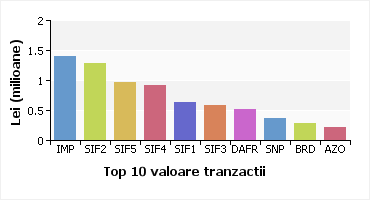 Lei (milioane)
2
1.5
1
0.5
0
IMP SIF2 SIF5 SIF4 SIF1 SIF3 DAFR SNP BRD AZO
Top 10 valoare tranzactii